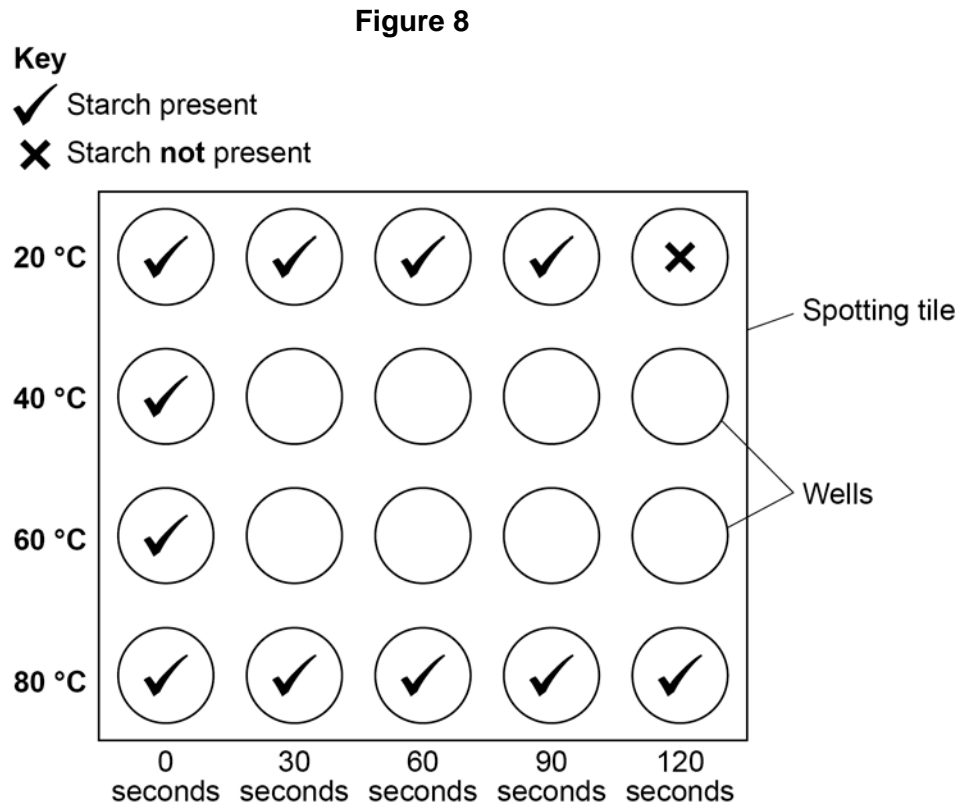 Figure 8
Key
Starch present
Starch not present
20 °C
Spotting tile
40 °C
Wells
60 °C
80 °C
0 30 60 90 120
seconds seconds seconds seconds seconds